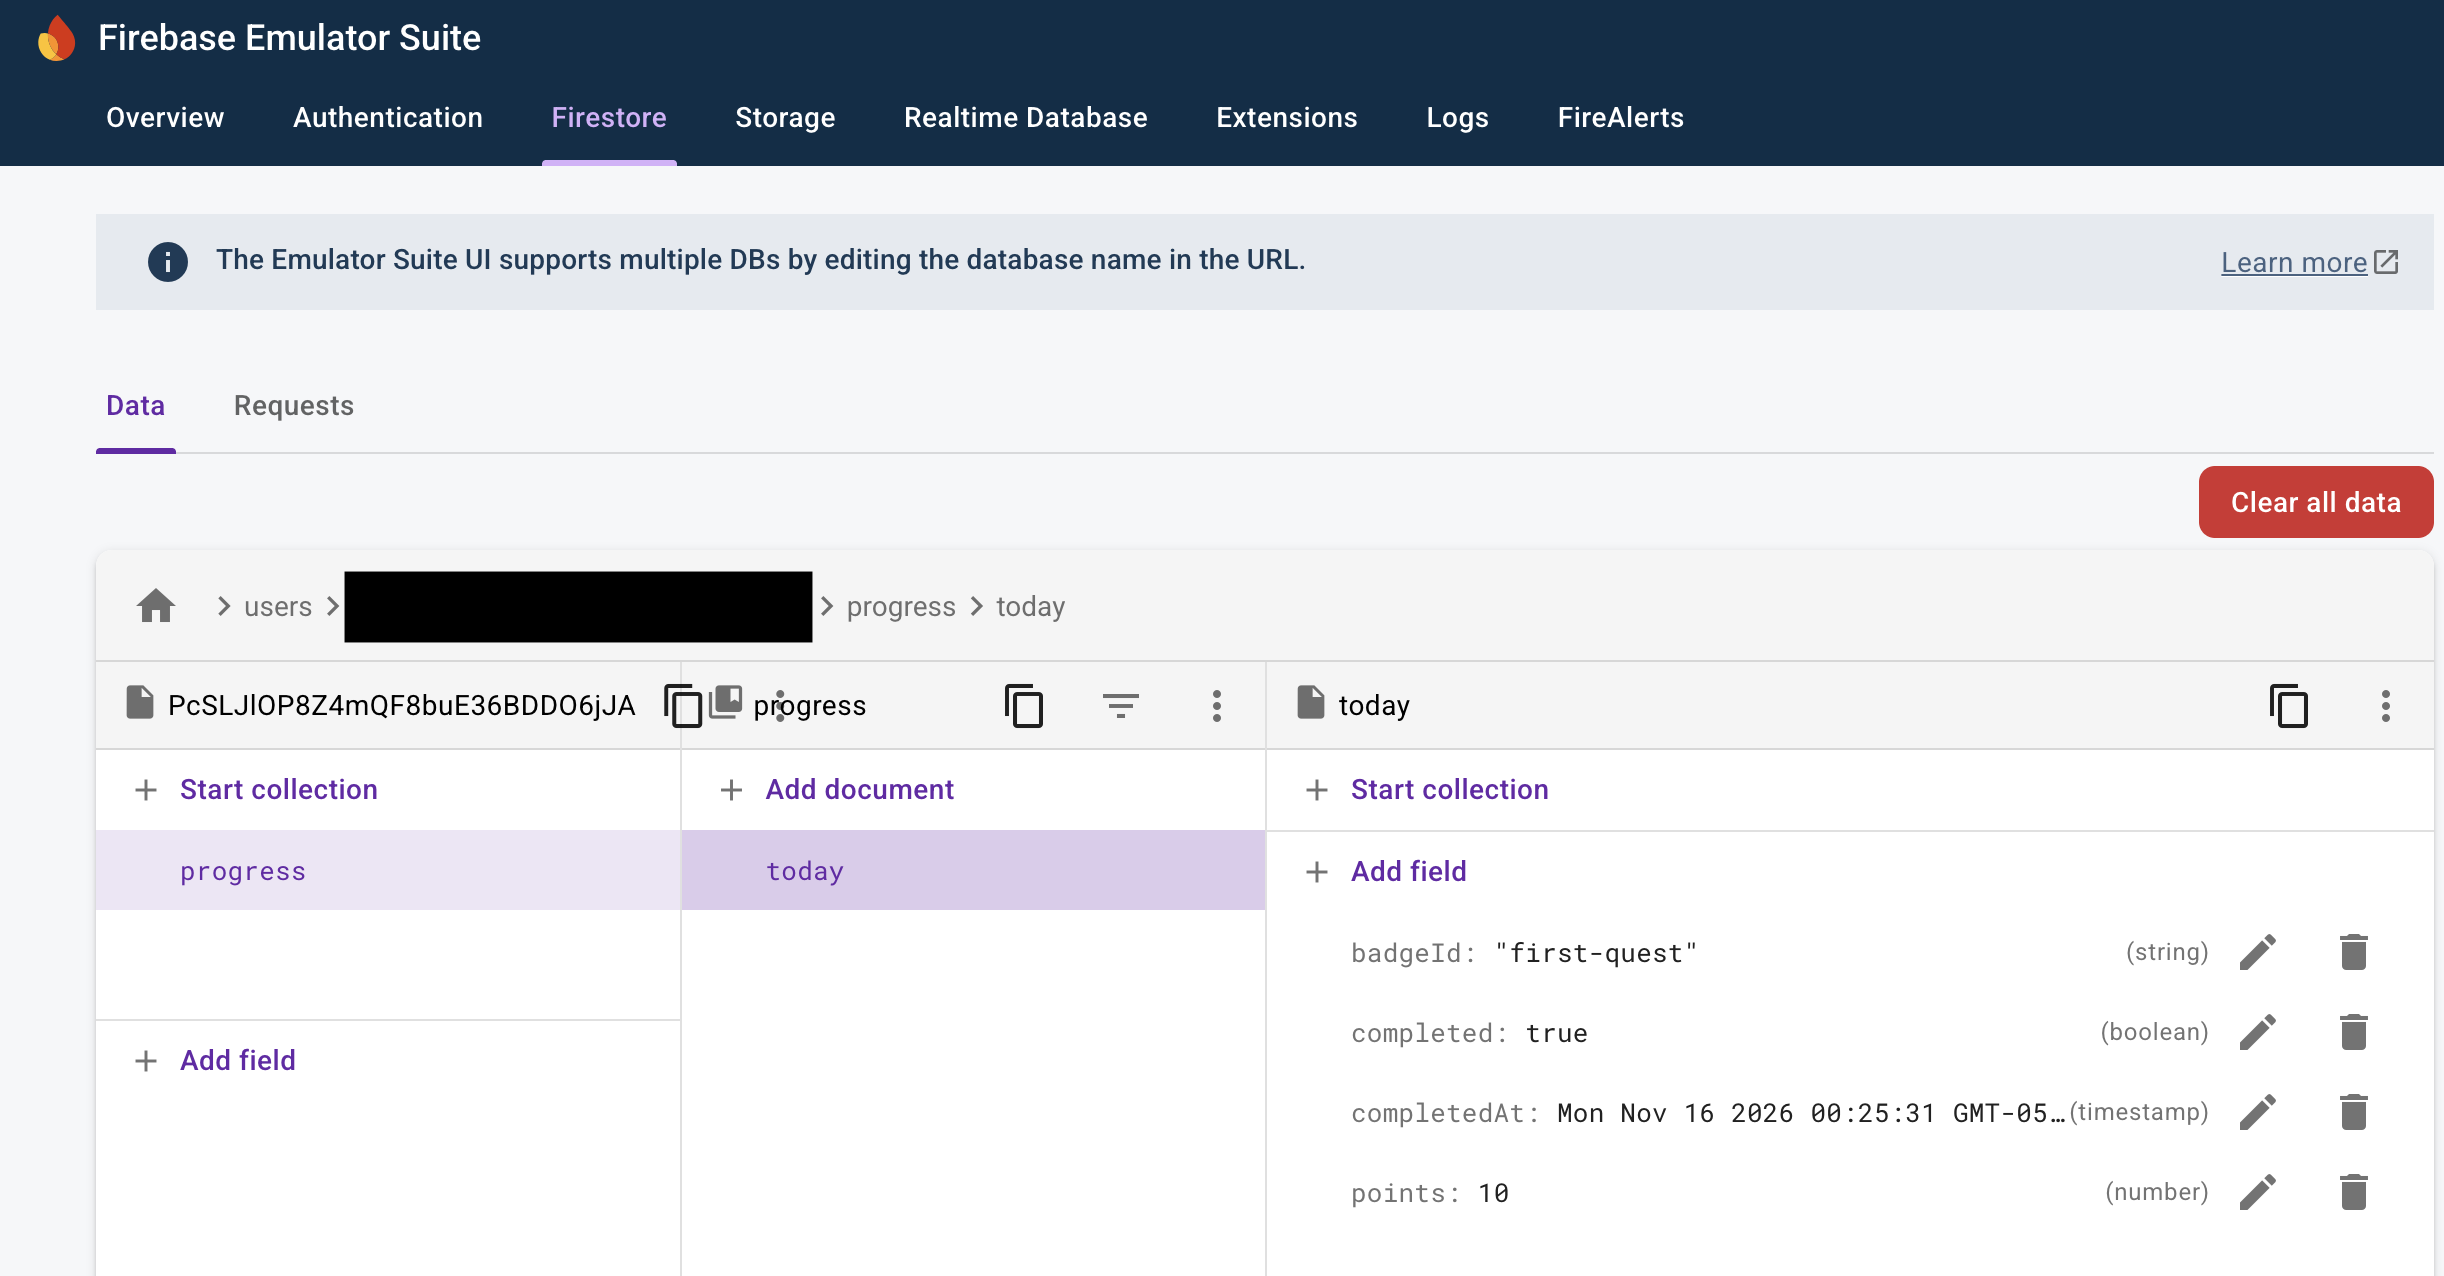 Firebase Emulator Suite
Overview Authentication Firestore Storage Realtime Database Extensions Logs FireAlerts
The Emulator Suite UI supports multiple DBs by editing the database name in the URL. Learn more
Data Requests
Clear all data
users progress today
PcSLJlOP8Z4mQF8buE36BDDO6jJA progress today
Start collection Add document Start collection
progress today Add field
badgeId: "first-quest" (string)
completed: true (boolean)
Add field
completedAt: Mon Nov 16 2026 00:25:31 GMT-05… (timestamp)
points: 10 (number)